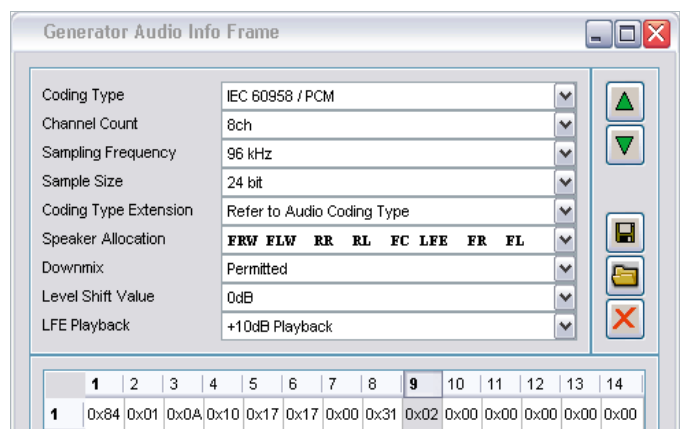 Generator Audio Info Frame
Coding Type IEC 60958 / PCM
Channel Count 8ch
Sampling Frequency 96 kHz
Sample Size 24 bit
Coding Type Extension Refer to Audio Coding Type
Speaker Allocation FRW FLW RR RL FC LFE FR FL
Downmix Permitted
Level Shift Value 0dB
LFE Playback +10dB Playback
1 2 3 4 5 6 7 8 9 10 11 12 13 14
1 0x84 0x01 0x0A 0x10 0x17 0x17 0x00 0x31 0x02 0x00 0x00 0x00 0x00 0x00